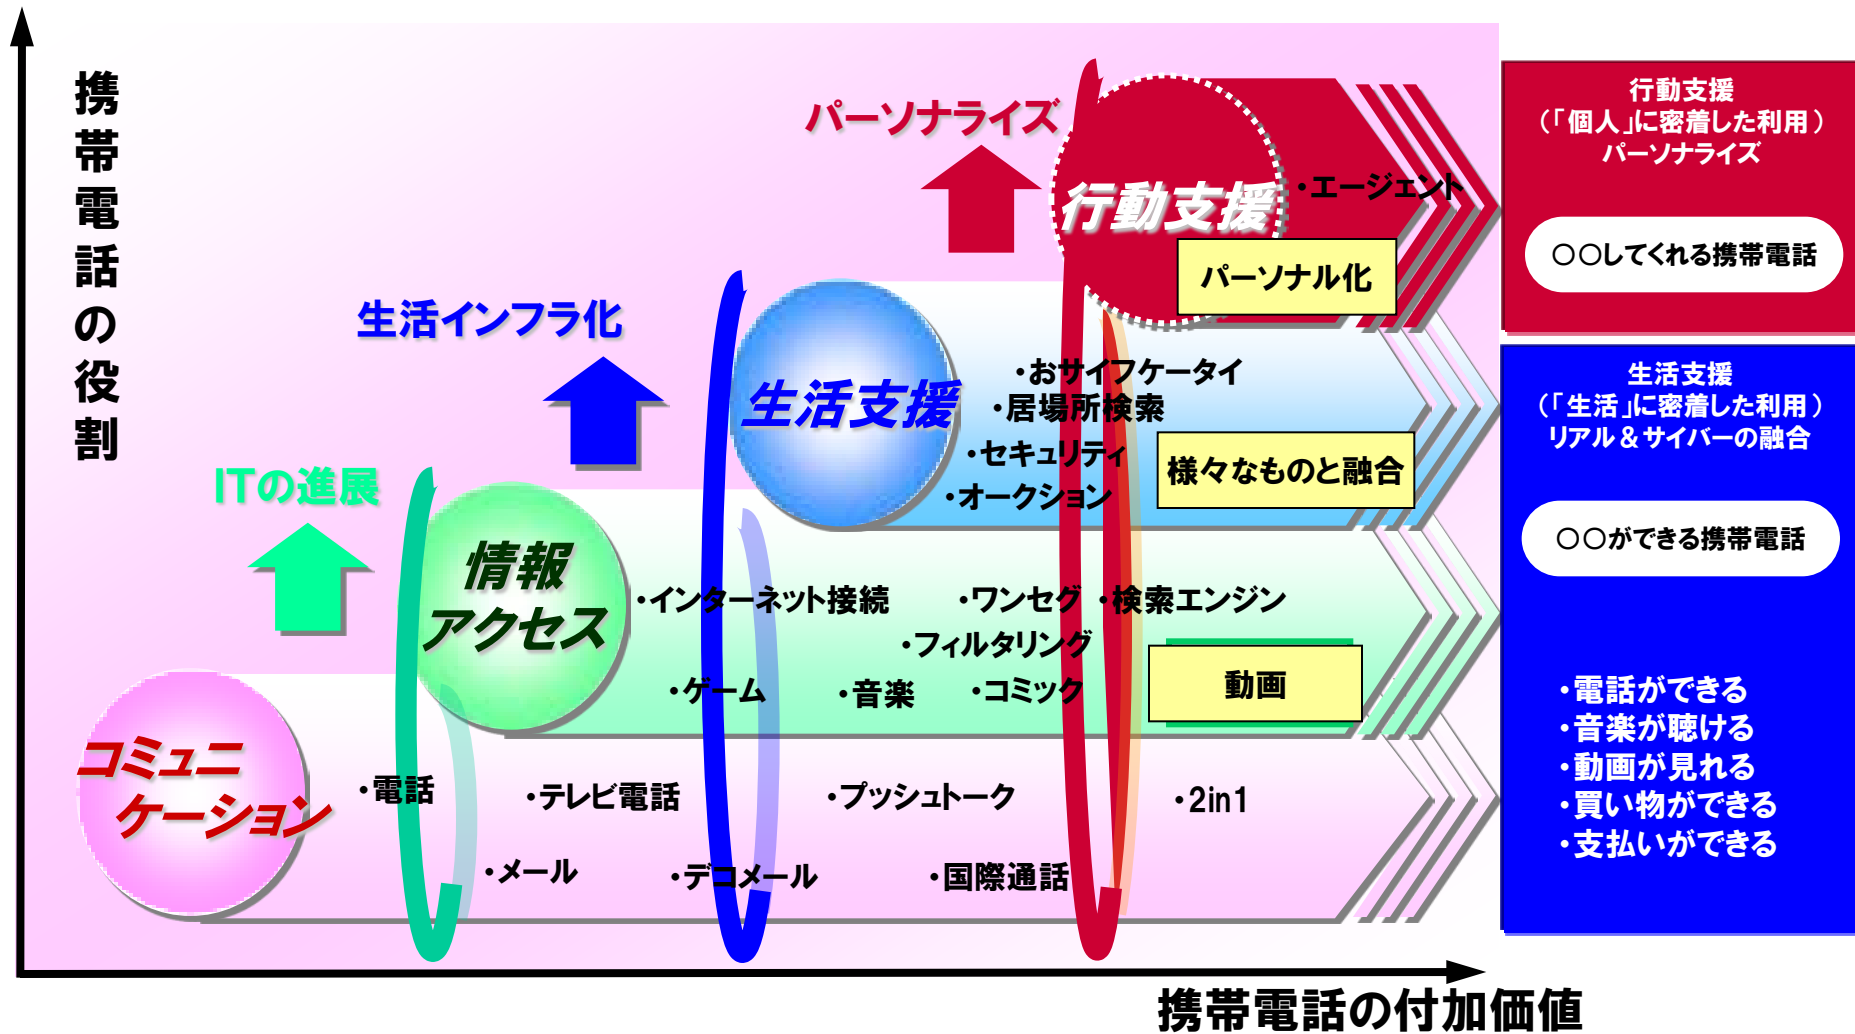 携帯電話の役割
パーソナライズ
行動支援
・エージェント
パーソナル化
生活インフラ化
生活支援
・おサイフケータイ
・居場所検索
・セキュリティ
・オークション
様々なものと融合
ITの進展
情報
アクセス
・インターネット接続
・ワンセグ
・検索エンジン
・フィルタリング
・ゲーム
・音楽
・コミック
動画
コミュニ
ケーション
・電話
・テレビ電話
・プッシュトーク
・2in1
・メール
・デコメール
・国際通話
携帯電話の付加価値
行動支援
(「個人」に密着した利用)
パーソナライズ
○○してくれる携帯電話
生活支援
(「生活」に密着した利用)
リアル&サイバーの融合
○○ができる携帯電話
・電話ができる
・音楽が聴ける
・動画が見れる
・買い物ができる
・支払いができる